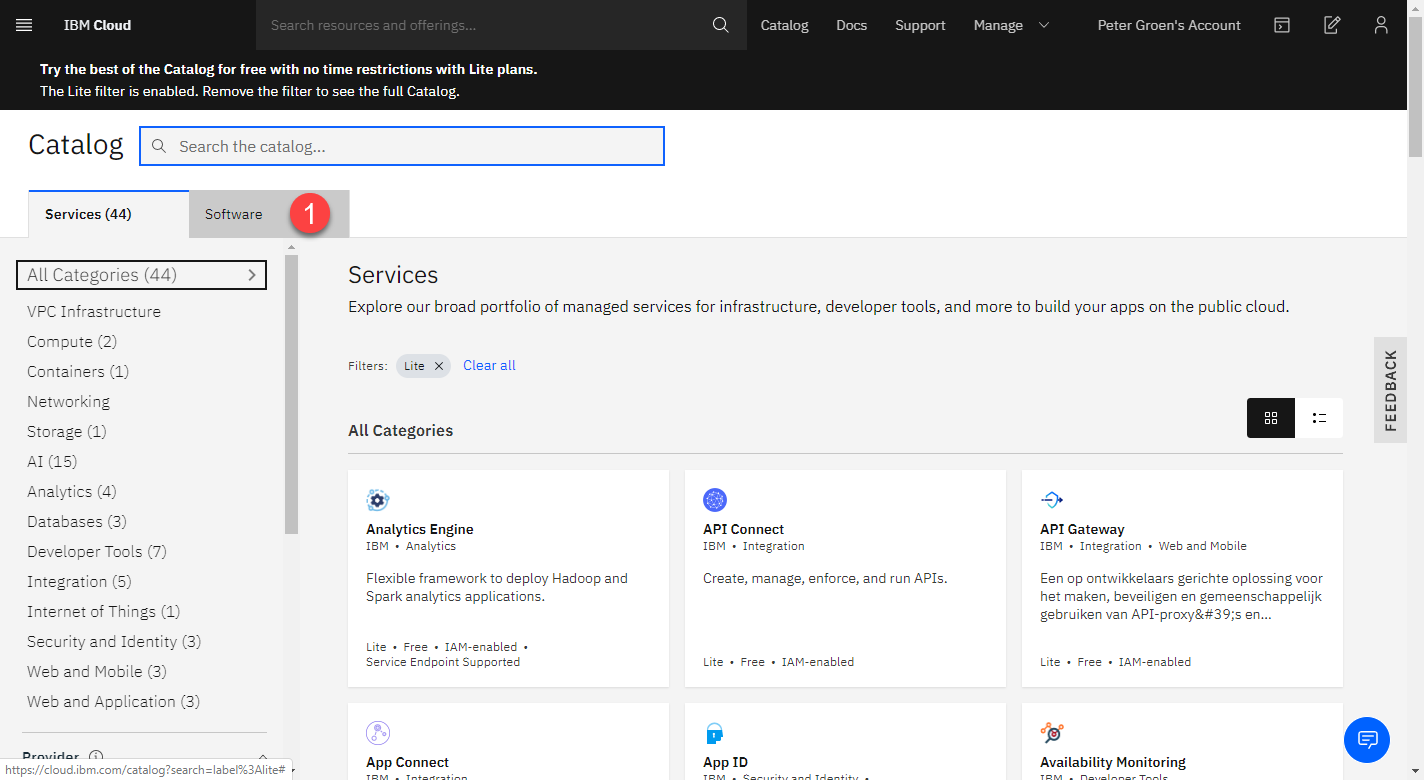 IBM Cloud
Search resources and offerings...
Catalog
Docs
Support
Manage
Peter Groen's Account
Try the best of the Catalog for free with no time restrictions with Lite plans.
The Lite filter is enabled. Remove the filter to see the full Catalog.
Catalog
Search the catalog...
Services (44)
Software
1
All Categories (44)
VPC Infrastructure
Compute (2)
Containers (1)
Networking
Storage (1)
AI (15)
Analytics (4)
Databases (3)
Developer Tools (7)
Integration (5)
Internet of Things (1)
Security and Identity (3)
Web and Mobile (3)
Web and Application (3)
Provider
https://cloud.ibm.com/catalog?search=label%3Alite#
Services
Explore our broad portfolio of managed services for infrastructure, developer tools, and more to build your apps on the public cloud.
Filters:
Lite
Clear all
All Categories
Analytics Engine
IBM • Analytics
Flexible framework to deploy Hadoop and
Spark analytics applications.
Lite • Free • IAM-enabled •
Service Endpoint Supported
API Connect
IBM • Integration
Create, manage, enforce, and run APIs.
Lite • Free • IAM-enabled
API Gateway
IBM • Integration • Web and Mobile
Een op ontwikkelaars gerichte oplossing voor
het maken, beveiligen en gemeenschappelijk
gebruiken van API-proxy&#39;s en...
Lite • Free • IAM-enabled
App Connect
IBM • Integration
App ID
IBM • Security and Identity •
Availability Monitoring
IBM • Developer Tools
FEEDBACK